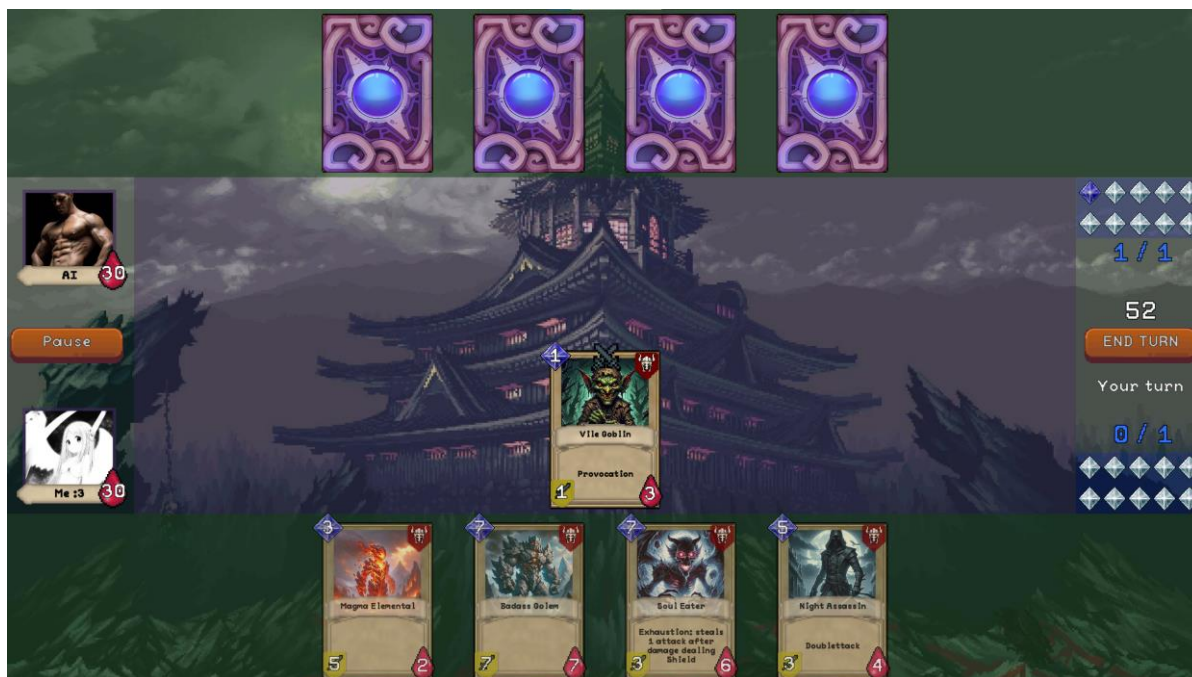 AI
30
1 / 1
52
Pause
END TURN
Your turn
0 / 1
Me :3
30
1
Vile Goblin
Provocation
1
3
3
Magma Elemental
5
2
7
Badass Golem
7
7
7
Soul Eater
Exhaustion: steals
1 attack after
damage dealing
Shield
3
6
5
Night Assassin
Doublettack
3
4